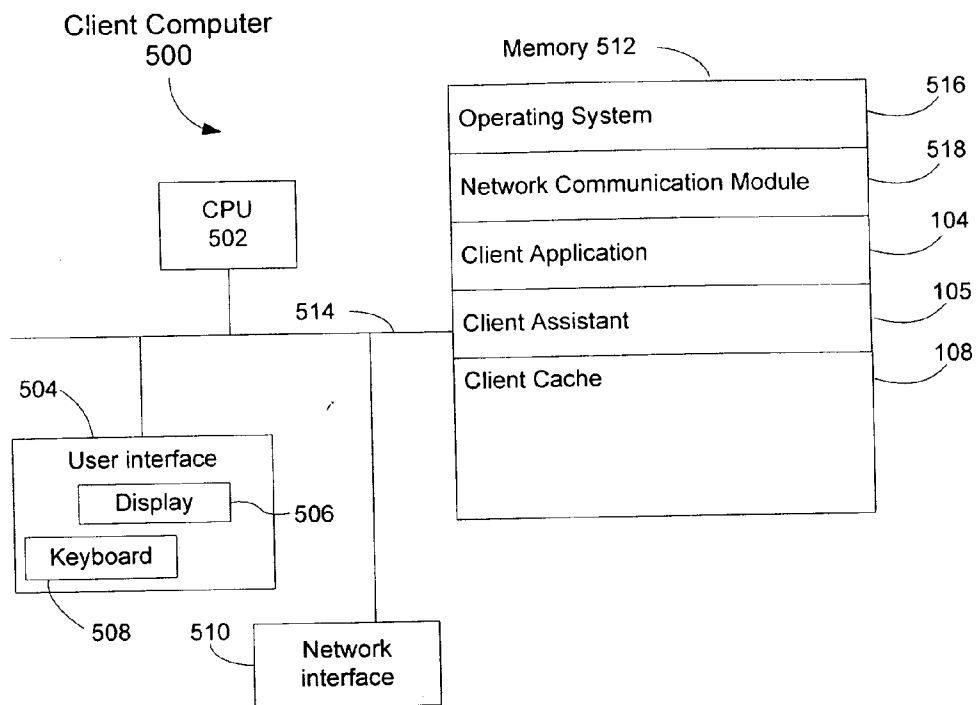 Client Computer
500
Memory 512
516
Operating System
518
Network Communication Module
CPU
502
104
Client Application
105
514
Client Assistant
108
Client Cache
504
User interface
Display
506
Keyboard
508
510
Network
interface